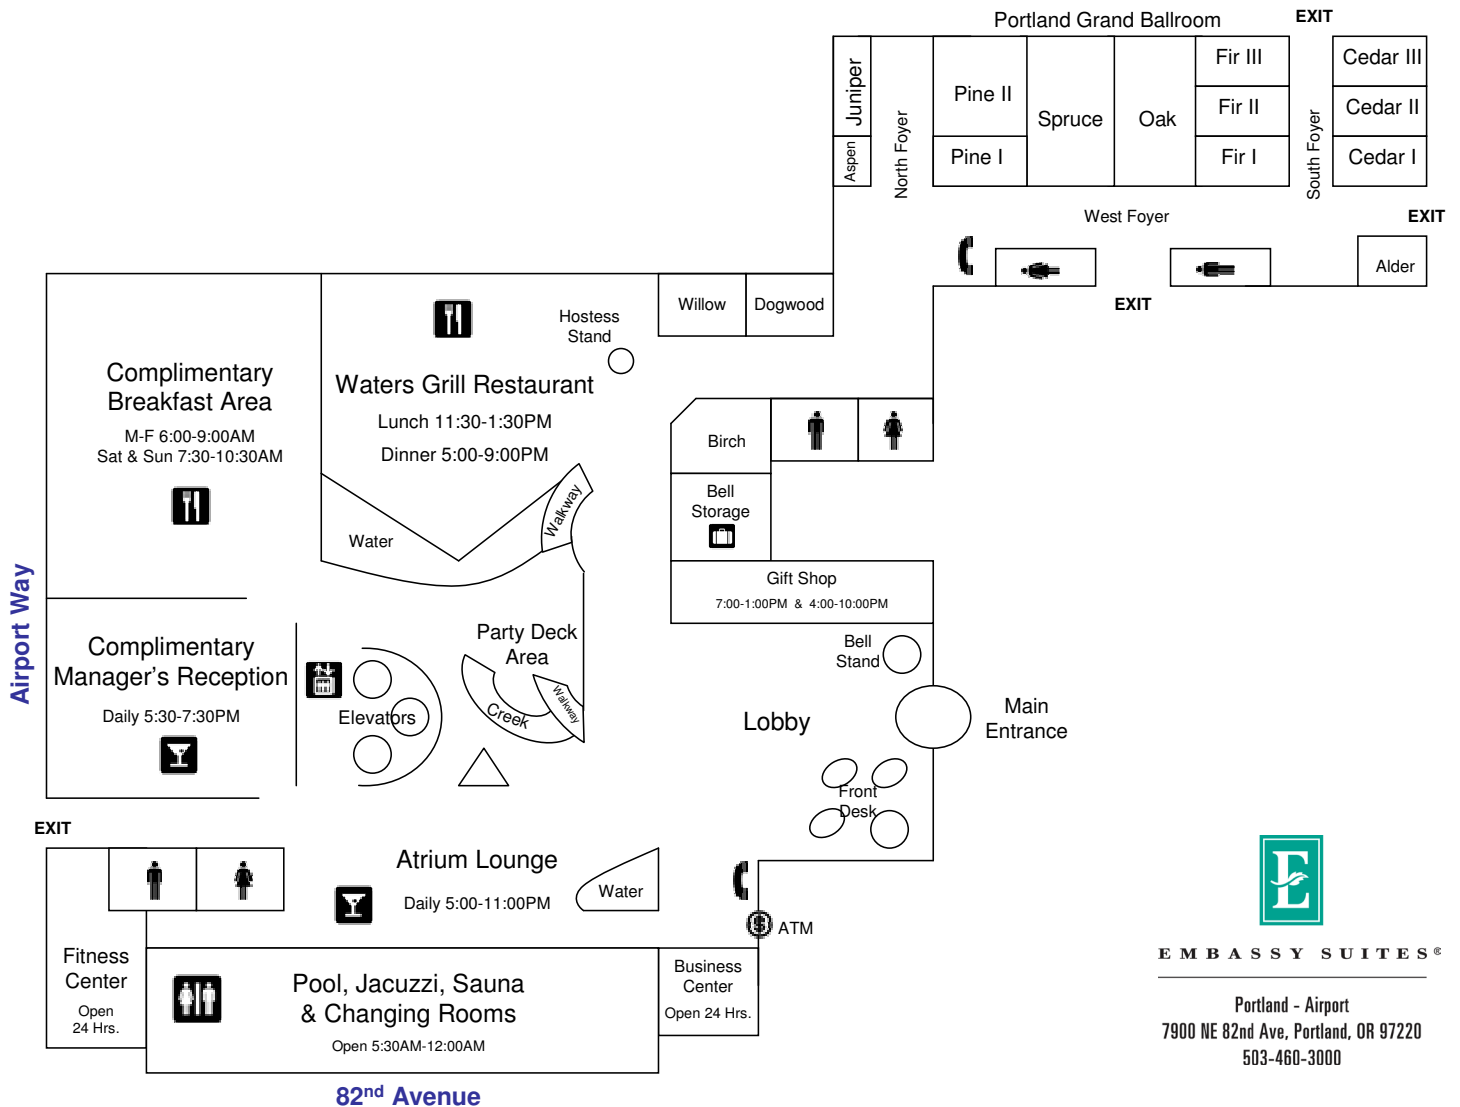 Portland Grand Ballroom
EXIT
Juniper
Aspen
North Foyer
Pine II
Pine I
Spruce
Oak
Fir III
Fir II
Fir I
South Foyer
Cedar III
Cedar II
Cedar I
West Foyer
EXIT
Alder
EXIT
Willow
Dogwood
Hostess
Stand
Complimentary
Breakfast Area
M-F 6:00-9:00AM
Sat & Sun 7:30-10:30AM
Waters Grill Restaurant
Lunch 11:30-1:30PM
Dinner 5:00-9:00PM
Walkway
Water
Birch
Bell
Storage
Gift Shop
7:00-1:00PM & 4:00-10:00PM
Airport Way
Complimentary
Manager's Reception
Daily 5:30-7:30PM
Elevators
Party Deck
Area
Creek
Walkway
Bell
Stand
Lobby
Main
Entrance
Front
Desk
EXIT
Atrium Lounge
Daily 5:00-11:00PM
Water
ATM
Fitness
Center
Open
24 Hrs.
Pool, Jacuzzi, Sauna
& Changing Rooms
Open 5:30AM-12:00AM
Business
Center
Open 24 Hrs.
82nd Avenue
E
EMBASSY SUITES®
Portland - Airport
7900 NE 82nd Ave, Portland, OR 97220
503-460-3000